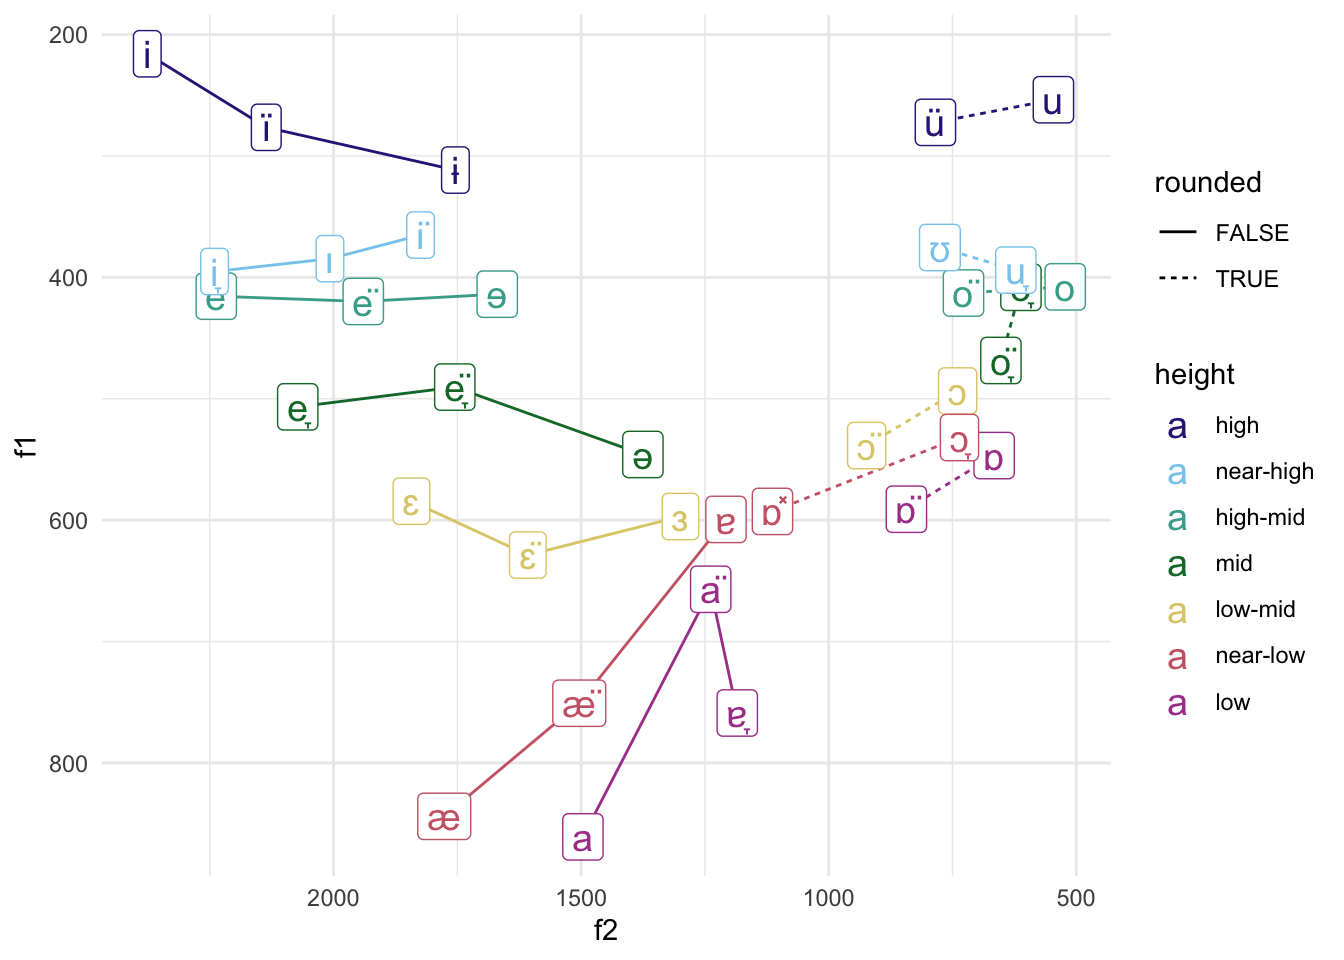 200
400
600
800
f1
2000
1500
1000
500
f2
i
ï
ɨ
ü
u
i̞
ɪ
ɪ̈
ʊ
u̞
e
ë
ɘ
ö
o
e̞
ë̞
ə
ö̞
ɛ
ɛ̈
ɜ
ɔ̈
ɔ
ɐ
ɒ̽
ɔ̞
æ̈
æ
ɒ̈
ɒ
ä
ɐ̞
a
rounded
FALSE
TRUE
height
a high
a near-high
a high-mid
a mid
a low-mid
a near-low
a low